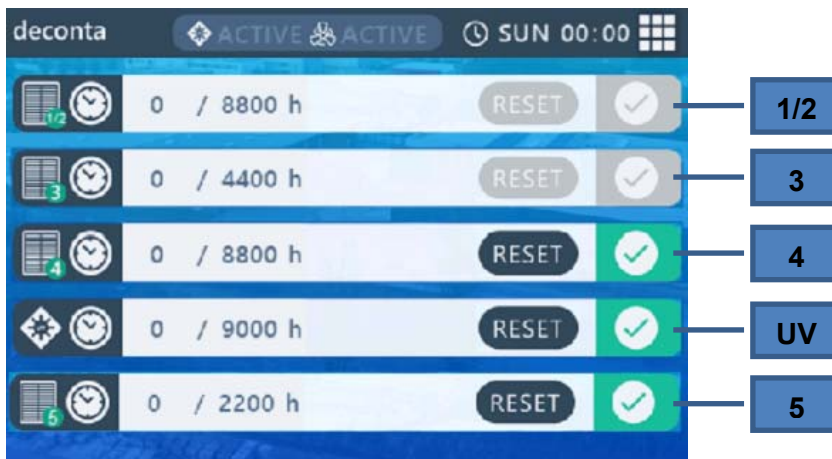 deconta ACTIVE ACTIVE SUN 00:00
1/2 0 / 8800 h RESET 1/2
3 0 / 4400 h RESET 3
4 0 / 8800 h RESET 4
0 / 9000 h RESET UV
5 0 / 2200 h RESET 5